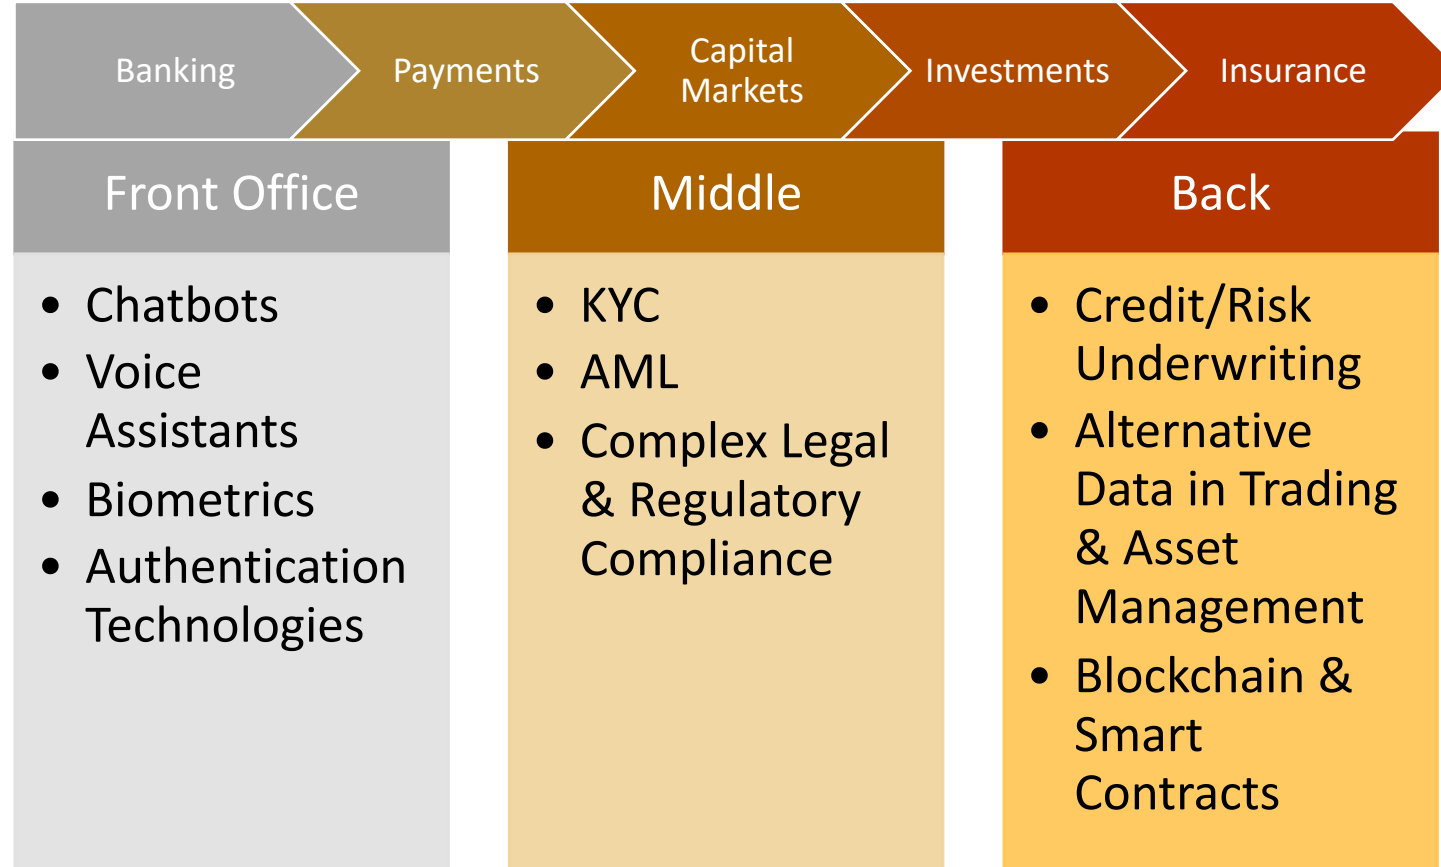 Banking
Payments
Capital
Markets
Investments
Insurance
Front Office
• Chatbots
• Voice
Assistants
• Biometrics
• Authentication
Technologies
Middle
• KYC
• AML
• Complex Legal
& Regulatory
Compliance
Back
• Credit/Risk
Underwriting
• Alternative
Data in Trading
& Asset
Management
• Blockchain &
Smart
Contracts